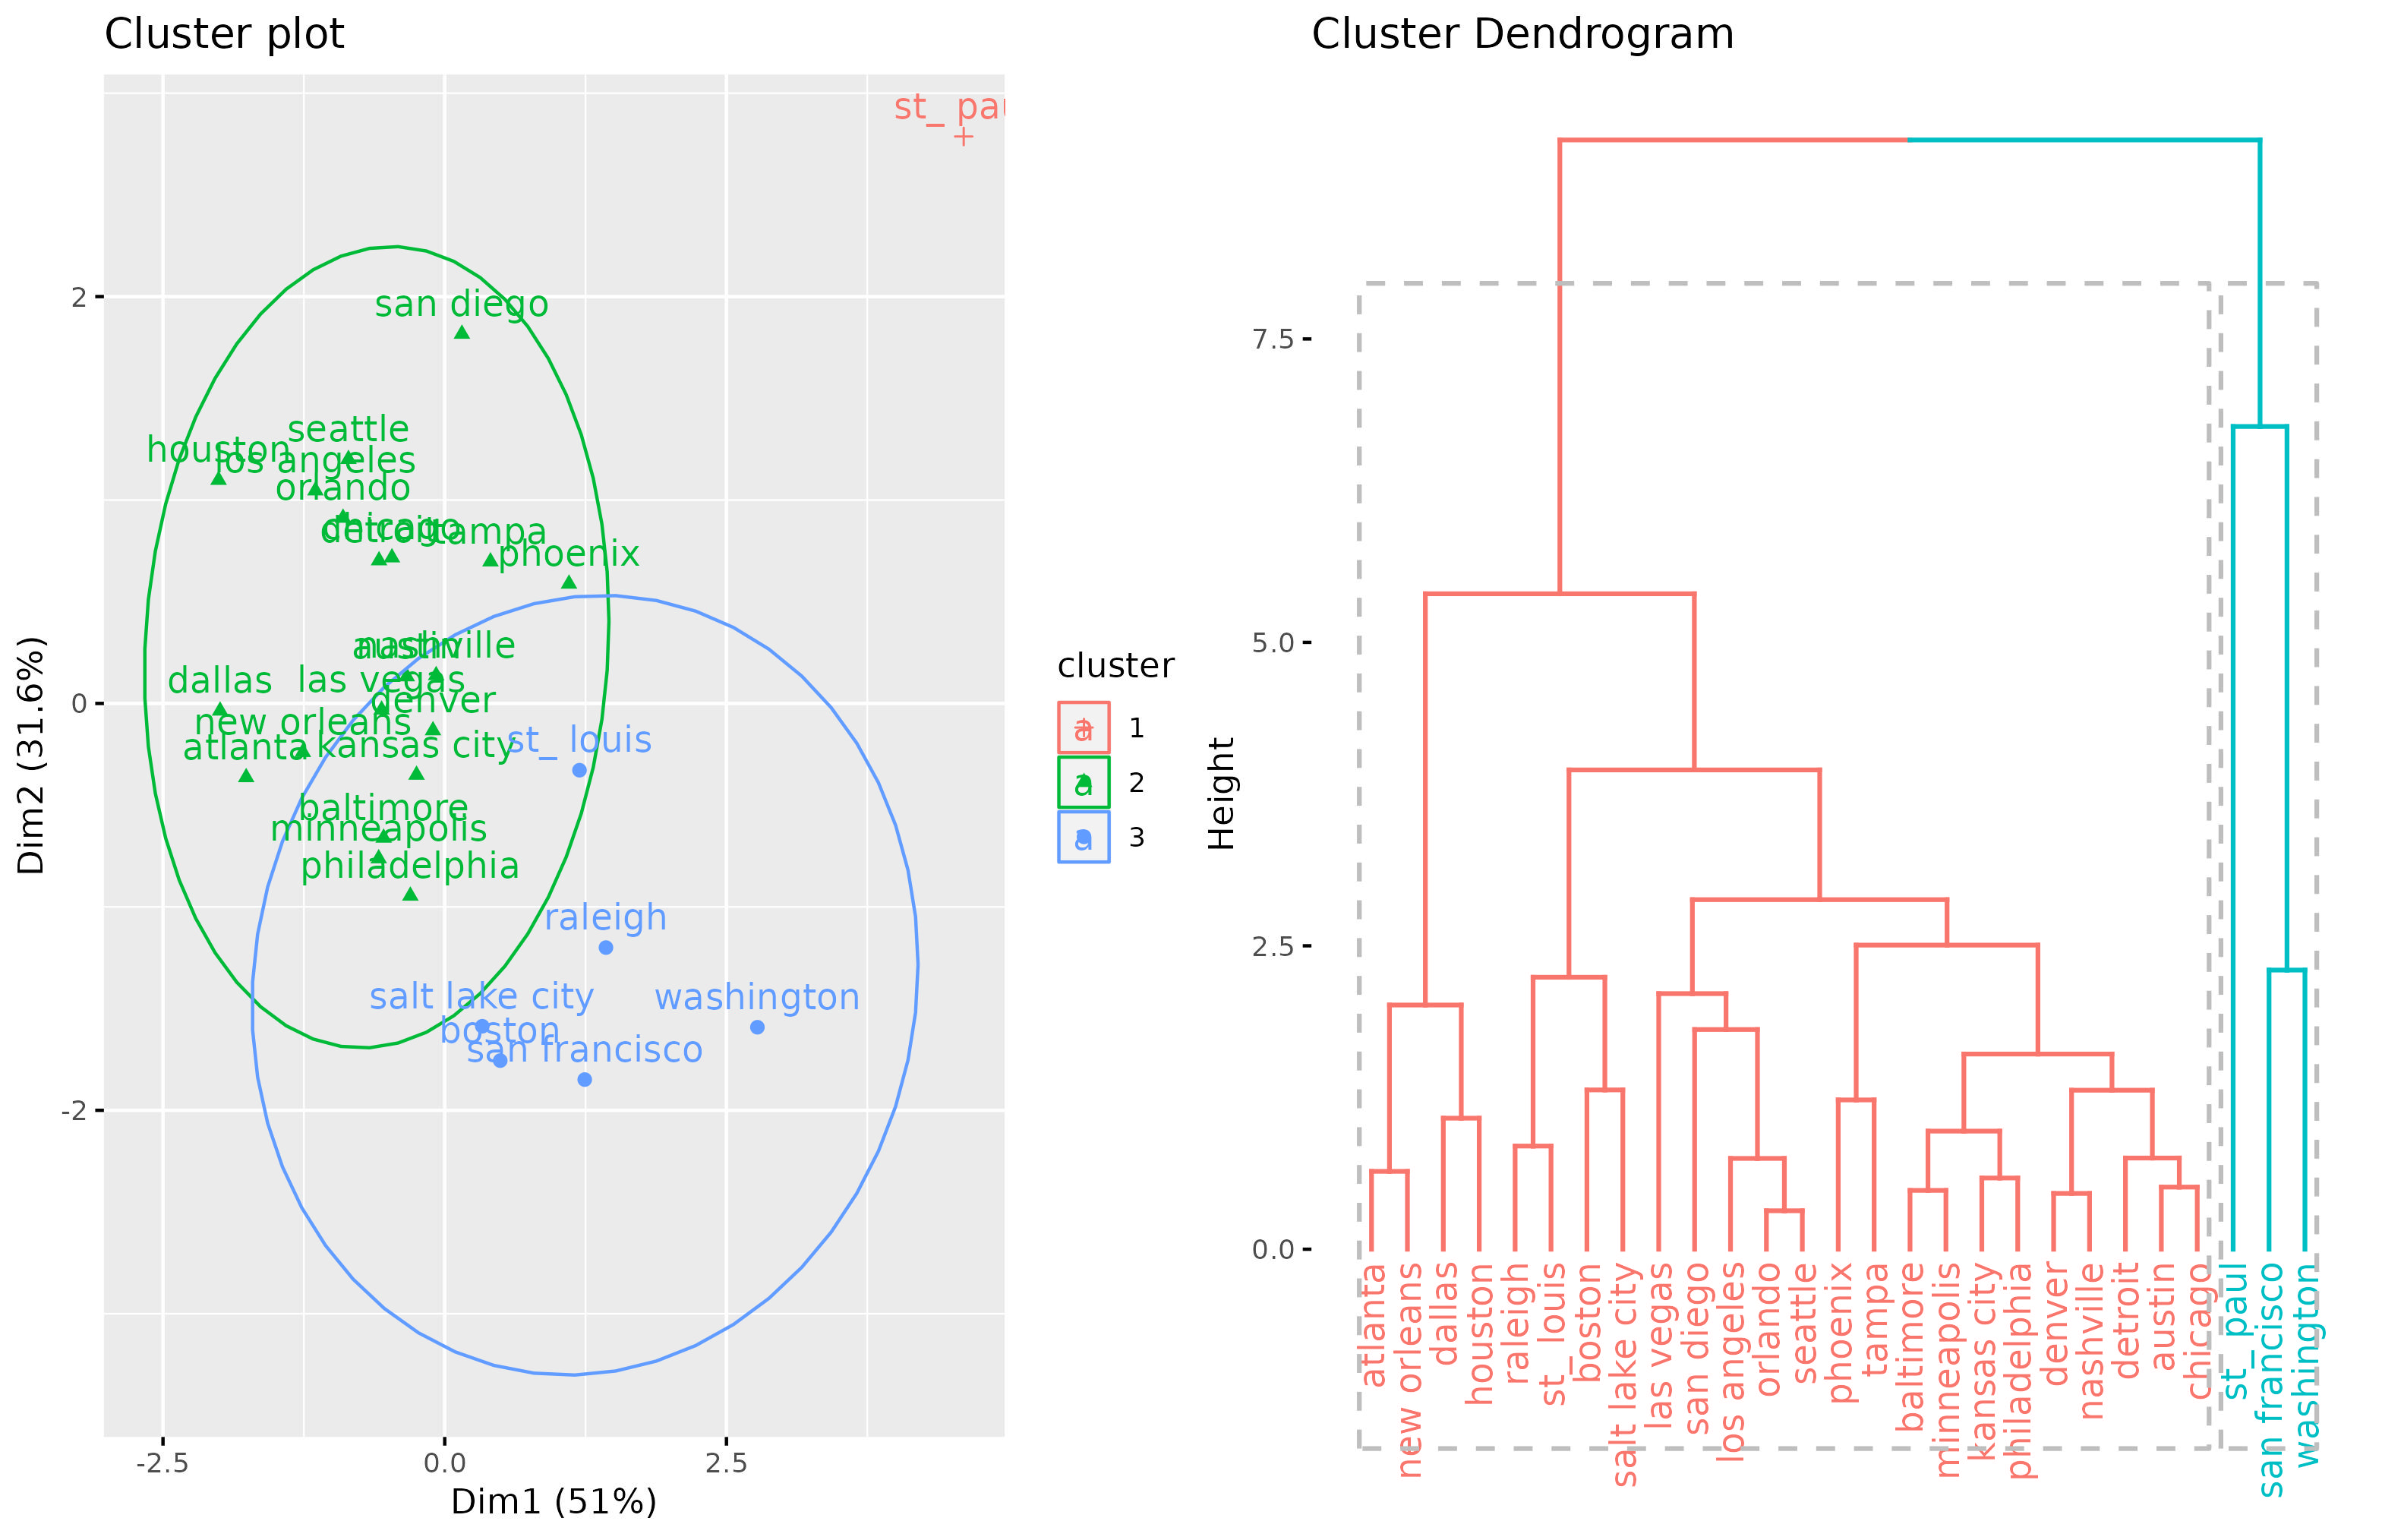 Cluster plot
st_ pau
san diego
seattle
houston
los angeles
orlando
chicago
detroit
tampa
phoenix
nashville
austin
dallas
las vegas
denver
new orleans
atlanta
kansas city
st_ louis
baltimore
minneapolis
philadelphia
raleigh
salt lake city
washington
boston
san francisco
2
0
-2
-2.5
0.0
2.5
Dim1 (51%)
Dim2 (31.6%)
cluster
a
1
a
2
a
3
Cluster Dendrogram
7.5
5.0
2.5
0.0
Height
atlanta
new orleans
dallas
houston
raleigh
st_ louis
boston
salt lake city
las vegas
san diego
los angeles
orlando
seattle
phoenix
tampa
baltimore
minneapolis
kansas city
philadelphia
denver
nashville
detroit
austin
chicago
st_ paul
san francisco
washington